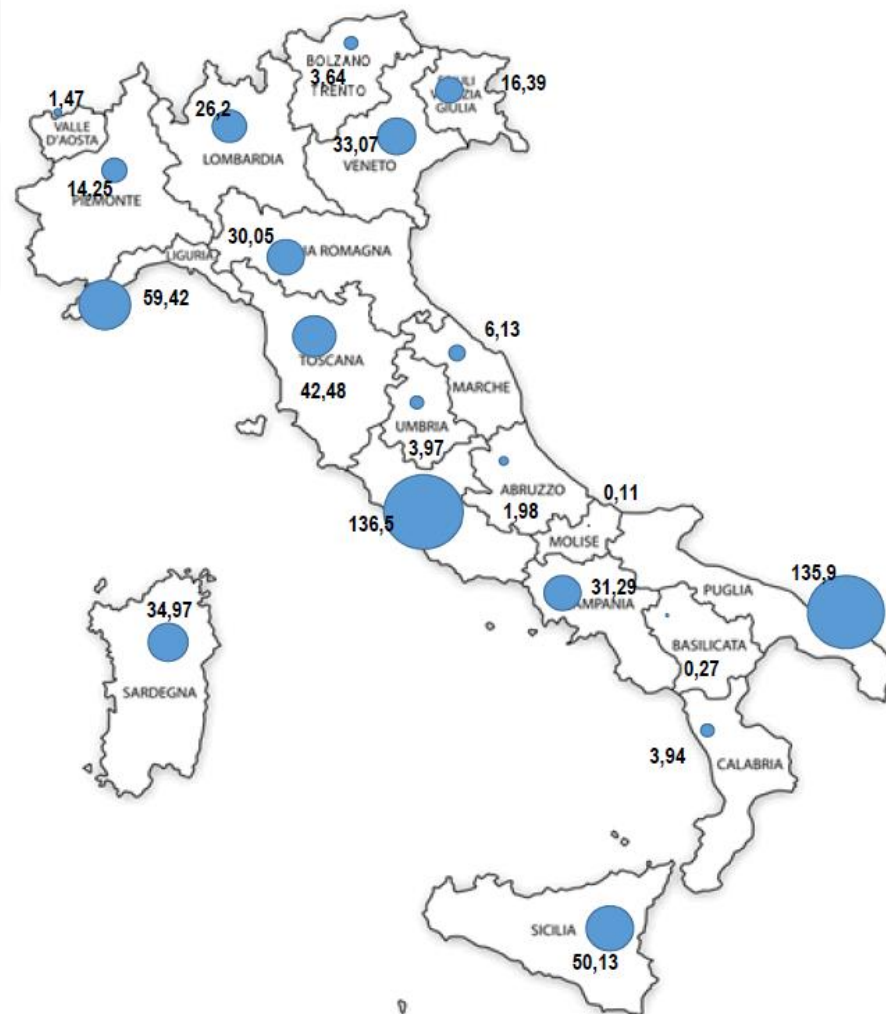 BOLZANO
3,64
TRENTO
16,39
GIULIA
1,47
VALLE
D'AOSTA
26,2
LOMBARDIA
33,07
VENETO
14,25
PIEMONTE
30,05
ROMAGNA
LIGURIA
59,42
6,13
MARCHE
TOSCANA
42,48
UMBRIA
3,97
ABRUZZO
1,98
0,11
MOLISE
136,5
31,29
AMPANIA
PUGLIA
135,9
BASILICATA
0,27
34,97
SARDEGNA
3,94
CALABRIA
SICILIA
50,13